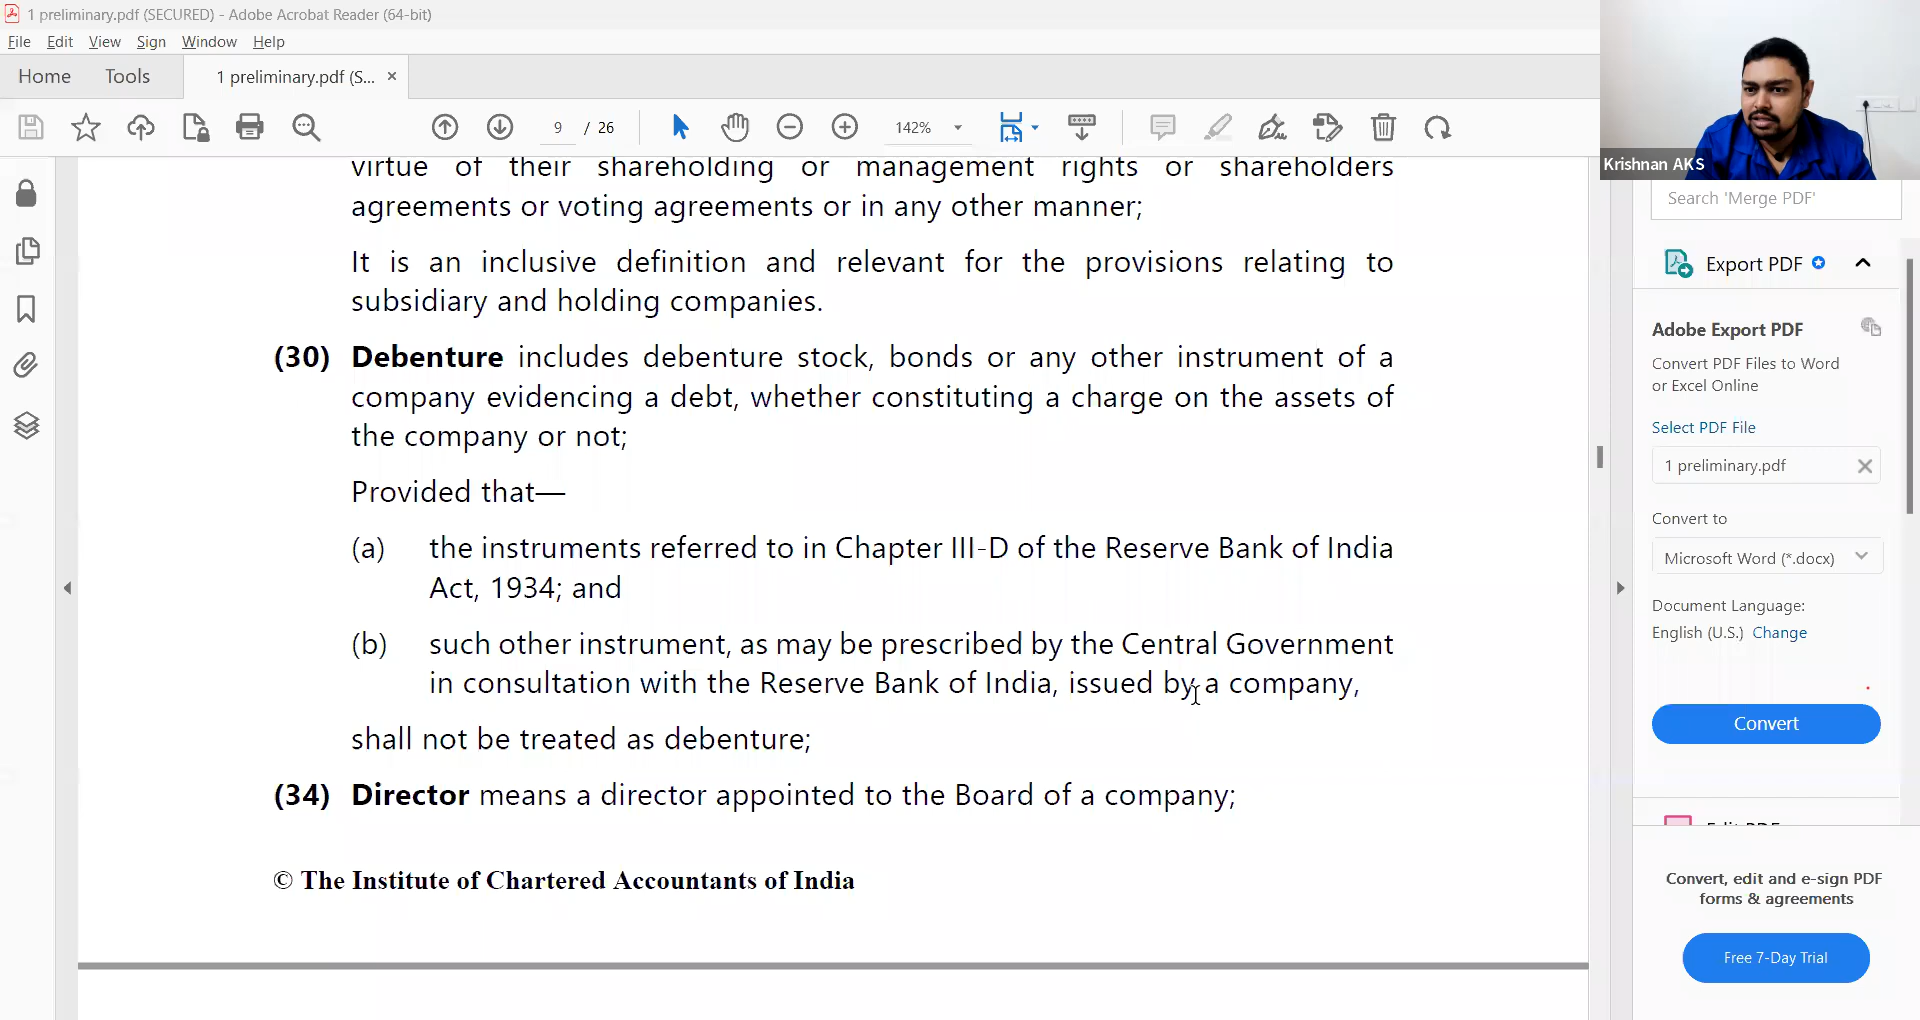 1 preliminary.pdf (SECURED) - Adobe Acrobat Reader (64-bit)
File Edit View Sign Window Help
Home Tools 1 preliminary.pdf (S... ×
9 / 26 142%
Krishnan AKS
virtue of their shareholding or management rights or shareholders
agreements or voting agreements or in any other manner;
It is an inclusive definition and relevant for the provisions relating to
subsidiary and holding companies.
(30) Debenture includes debenture stock, bonds or any other instrument of a
company evidencing a debt, whether constituting a charge on the assets of
the company or not;
Provided that—
(a) the instruments referred to in Chapter III-D of the Reserve Bank of India
Act, 1934; and
(b) such other instrument, as may be prescribed by the Central Government
in consultation with the Reserve Bank of India, issued by a company,
shall not be treated as debenture;
(34) Director means a director appointed to the Board of a company;
© The Institute of Chartered Accountants of India
Search 'Merge PDF'
Export PDF
Adobe Export PDF
Convert PDF Files to Word
or Excel Online
Select PDF File
1 preliminary.pdf
Convert to
Microsoft Word (*.docx)
Document Language:
English (U.S.) Change
Convert
Convert, edit and e-sign PDF
forms & agreements
Free 7-Day Trial